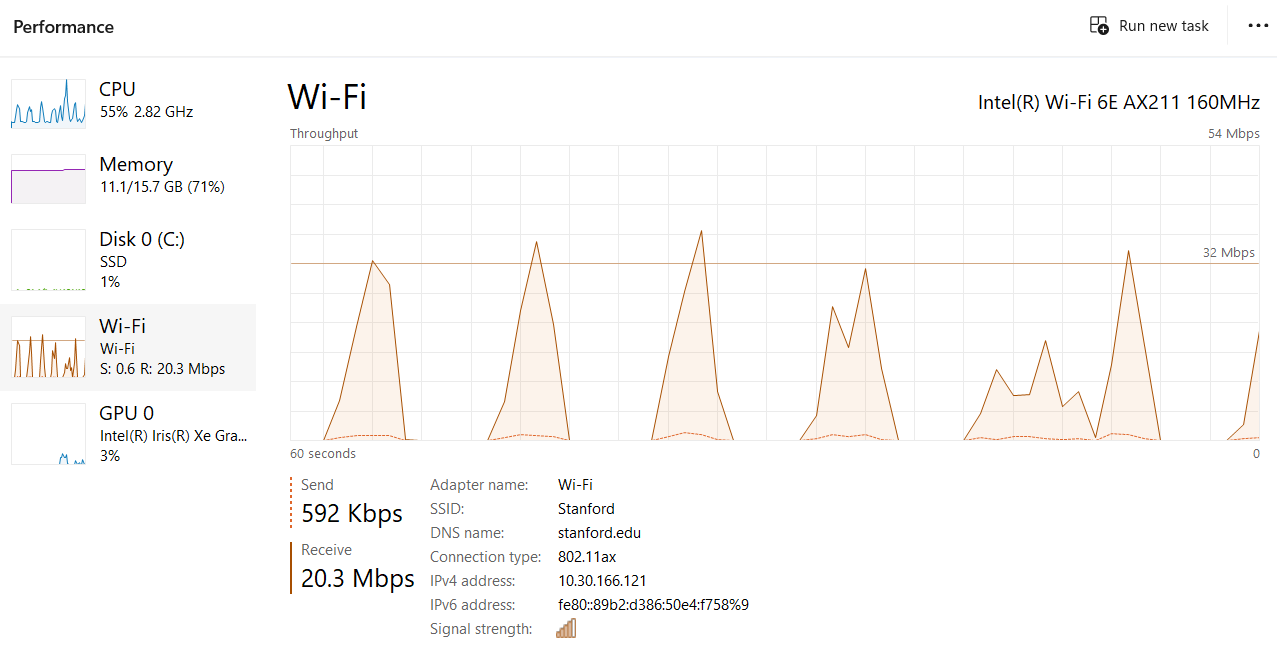 Performance
Run new task
CPU
55% 2.82 GHz
Memory
11.1/15.7 GB (71%)
Disk 0 (C:)
SSD
1%
Wi-Fi
Wi-Fi
S: 0.6 R: 20.3 Mbps
GPU 0
Intel(R) Iris(R) Xe Gra...
3%
Wi-Fi
Intel(R) Wi-Fi 6E AX211 160MHz
Throughput
54 Mbps
32 Mbps
60 seconds
0
Send
592 Kbps
Receive
20.3 Mbps
Adapter name: Wi-Fi
SSID: Stanford
DNS name: stanford.edu
Connection type: 802.11ax
IPv4 address: 10.30.166.121
IPv6 address: fe80::89b2:d386:50e4:f758%9
Signal strength: